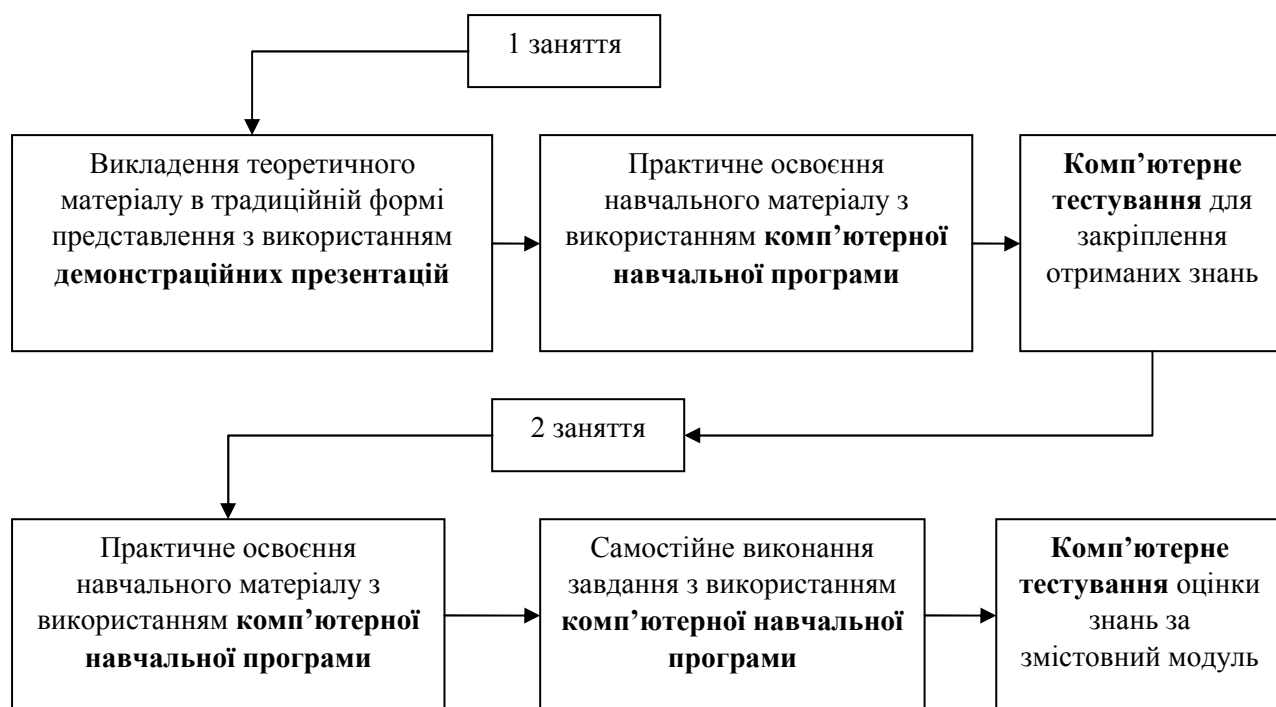 1 заняття
Викладення теоретичного
матеріалу в традиційній формі
представлення з використанням
демонстраційних презентацій
Практичне освоєння
навчального матеріалу з
використанням комп’ютерної
навчальної програми
Комп’ютерне
тестування для
закріплення
отриманих знань
2 заняття
Практичне освоєння
навчального матеріалу з
використанням комп’ютерної
навчальної програми
Самостійне виконання
завдання з використанням
комп’ютерної навчальної
програми
Комп’ютерне
тестування оцінки
знань за
змістовний модуль